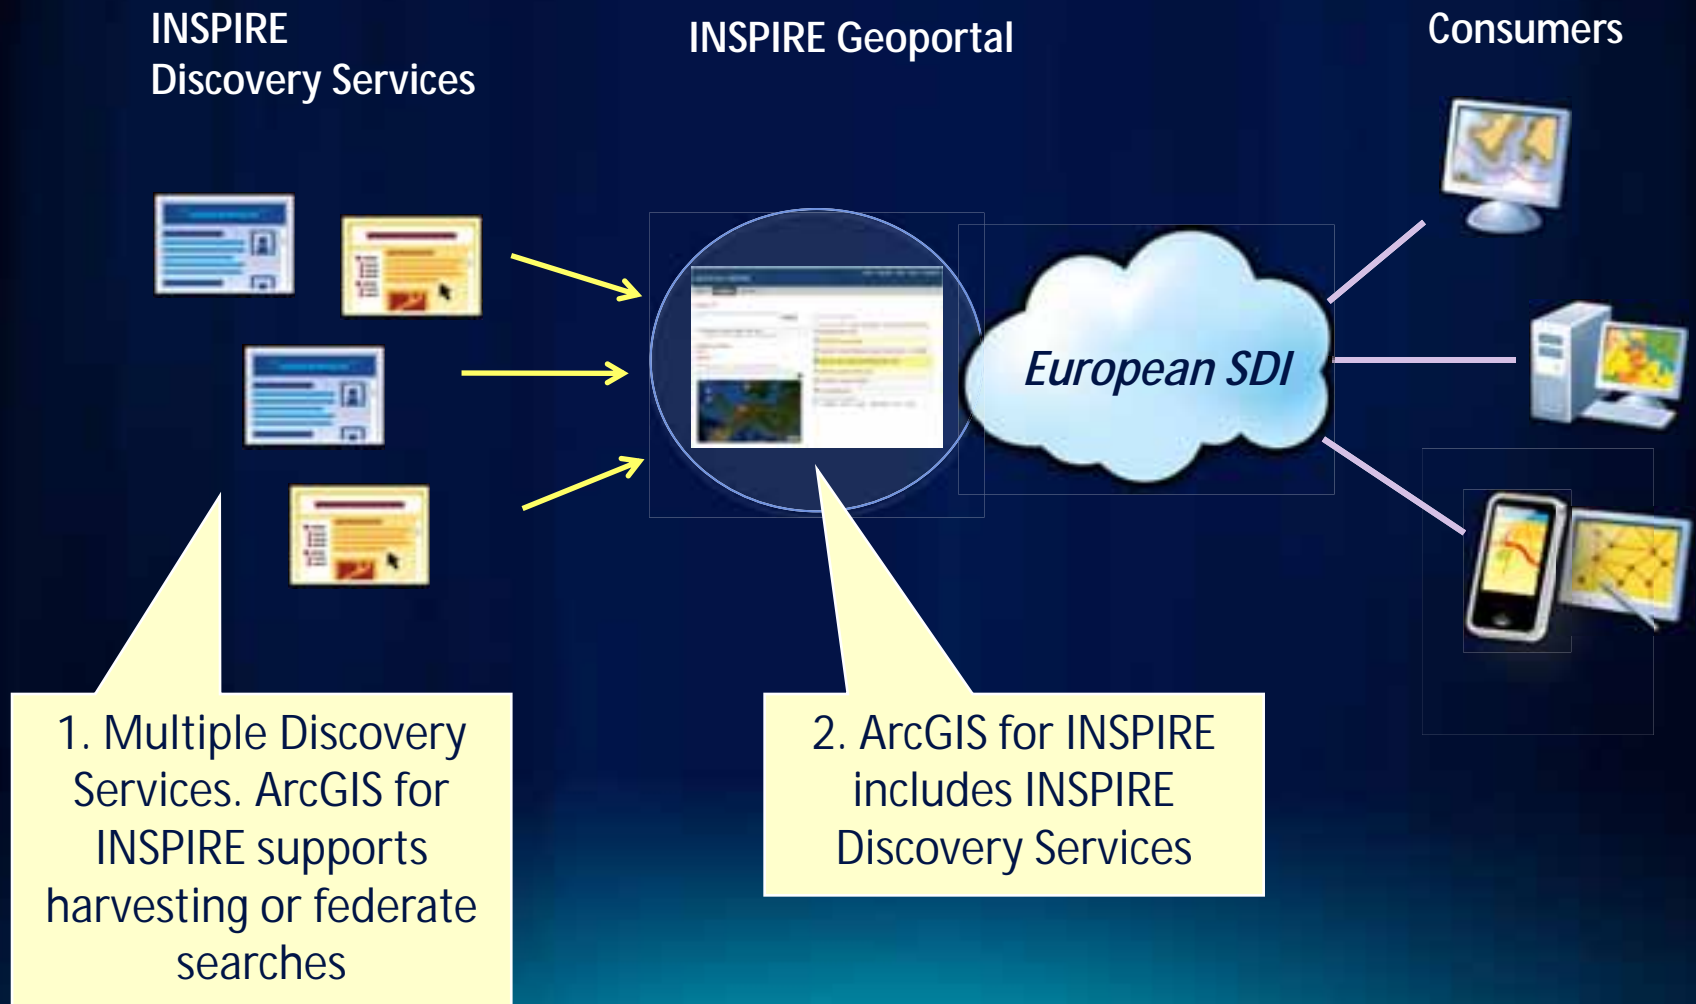 INSPIRE
Discovery Services
INSPIRE Geoportal
Consumers
European SDI
1. Multiple Discovery
Services. ArcGIS for
INSPIRE supports
harvesting or federate
searches
2. ArcGIS for INSPIRE
includes INSPIRE
Discovery Services